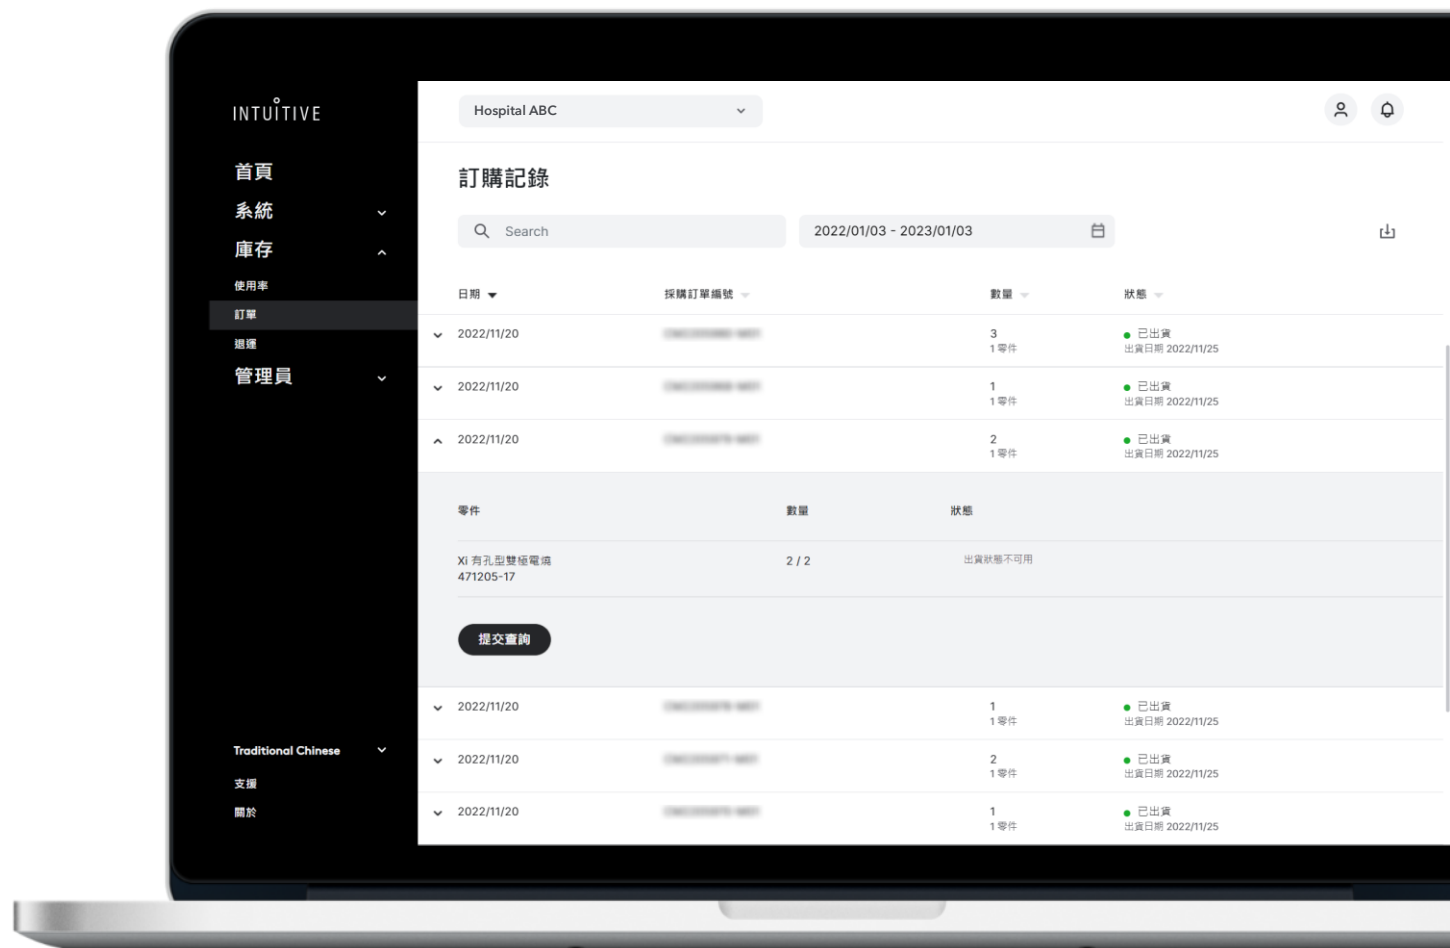 INTUITIVE
首頁
系統
庫存
使用率
訂單
退運
管理員
Traditional Chinese
支援
關於
Hospital ABC
訂購記錄
Search
2022/01/03 - 2023/01/03
日期 採購訂單編號 數量 狀態
2022/11/20 3 已出貨
1 零件 出貨日期 2022/11/25
2022/11/20 1 已出貨
1 零件 出貨日期 2022/11/25
2022/11/20 2 已出貨
1 零件 出貨日期 2022/11/25
零件 數量 狀態
Xi 有孔型雙極電燒 2 / 2 出貨狀態不可用
471205-17
提交查詢
2022/11/20 1 已出貨
1 零件 出貨日期 2022/11/25
2022/11/20 2 已出貨
1 零件 出貨日期 2022/11/25
2022/11/20 1 已出貨
1 零件 出貨日期 2022/11/25